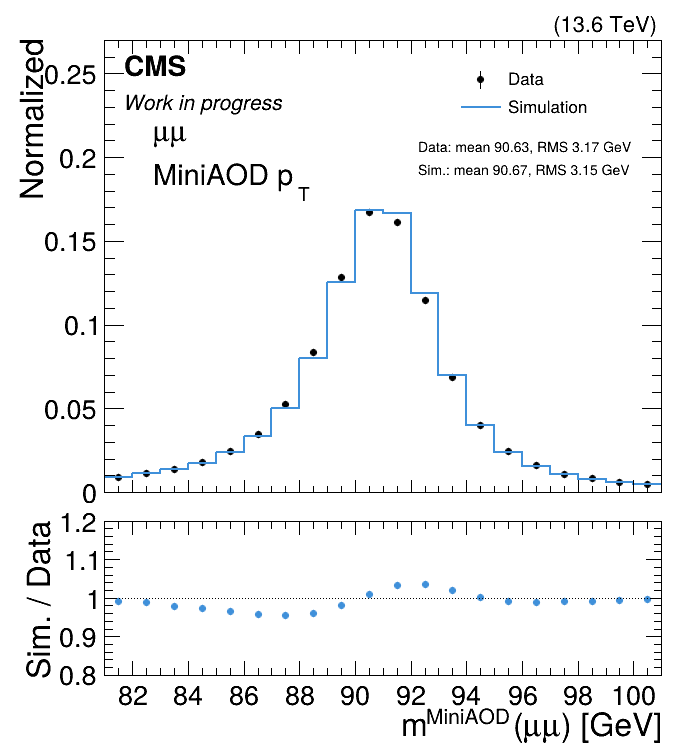 (13.6 TeV)
CMS
Work in progress
μμ
MiniAOD p_T
Data
Simulation
Data: mean 90.63, RMS 3.17 GeV
Sim.: mean 90.67, RMS 3.15 GeV
Normalized
0.25
0.2
0.15
0.1
0.05
0
Sim. / Data
1.2
1.1
1
0.9
0.8
82 84 86 88 90 92 94 96 98 100
m^MiniAOD (μμ) [GeV]